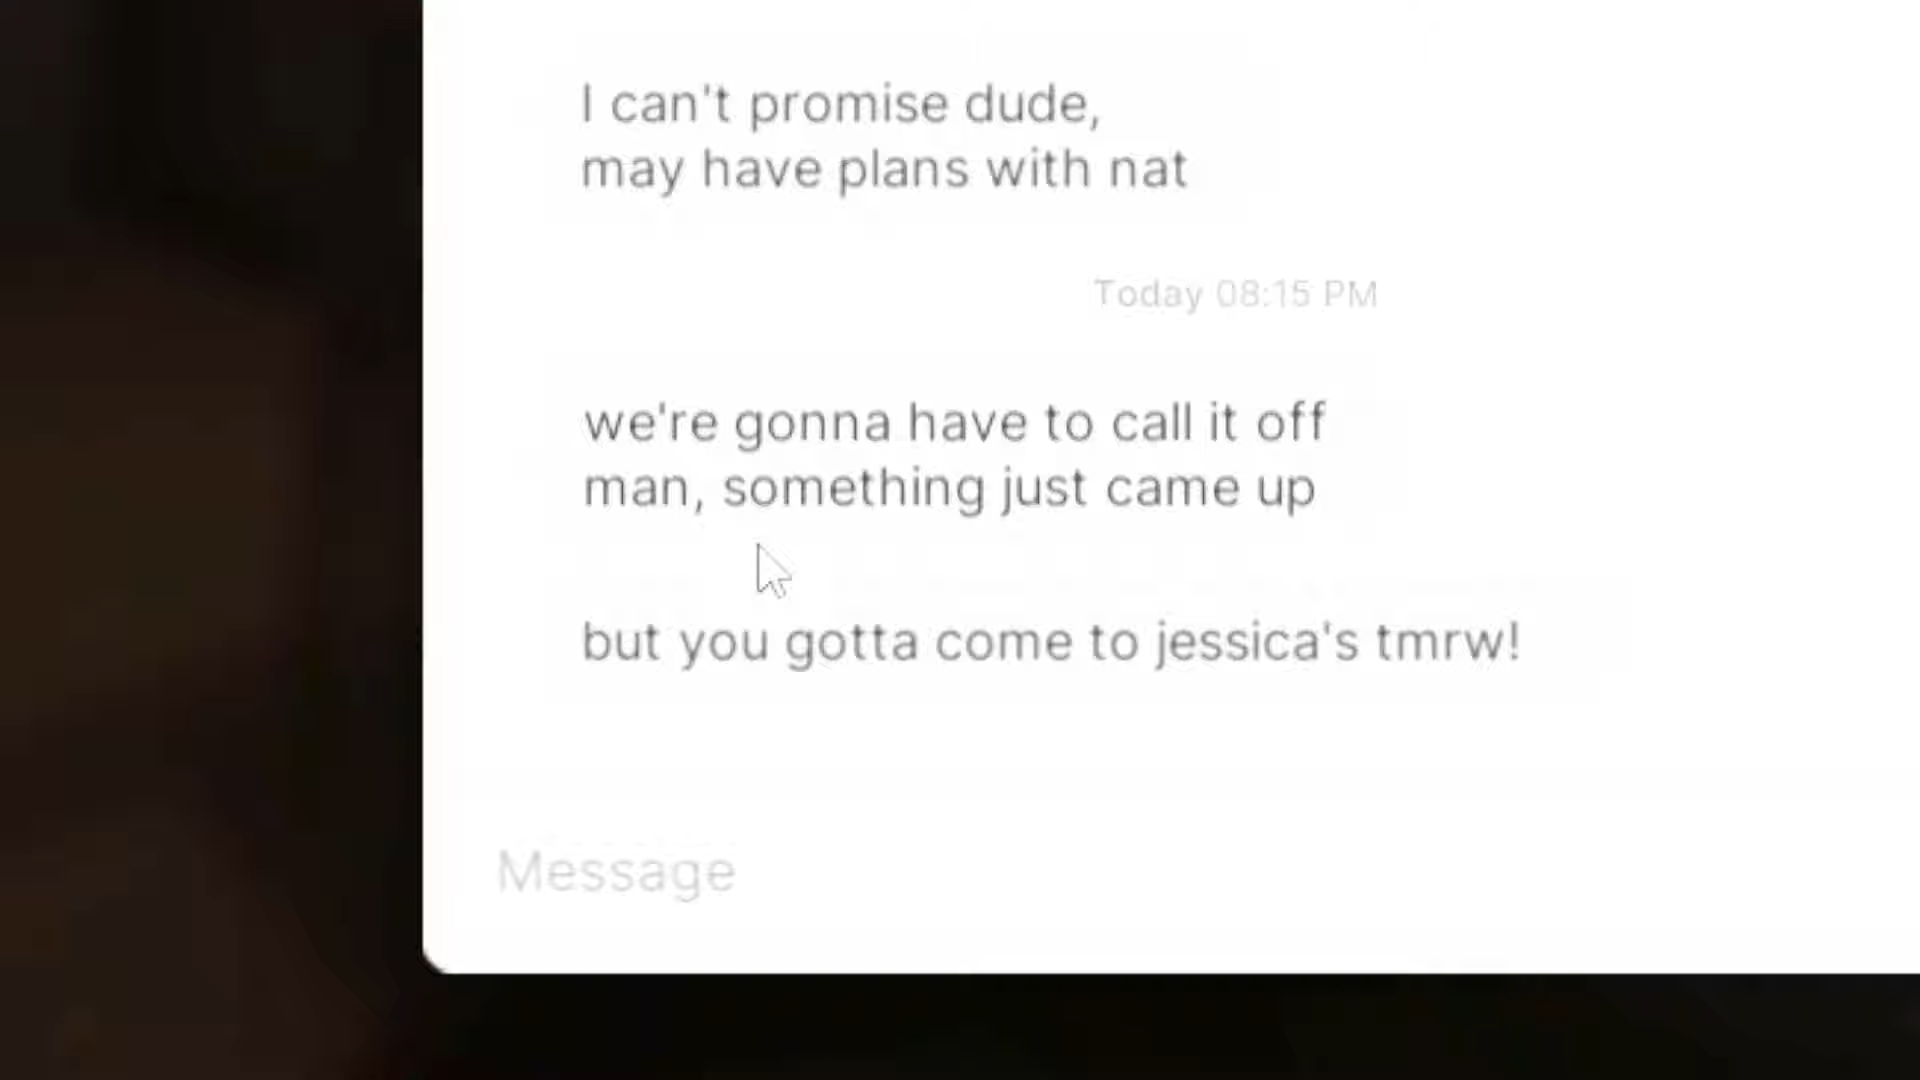 I can't promise dude,
may have plans with nat
Today 08:15 PM
we're gonna have to call it off
man, something just came up
but you gotta come to jessica's tmrw!
Message